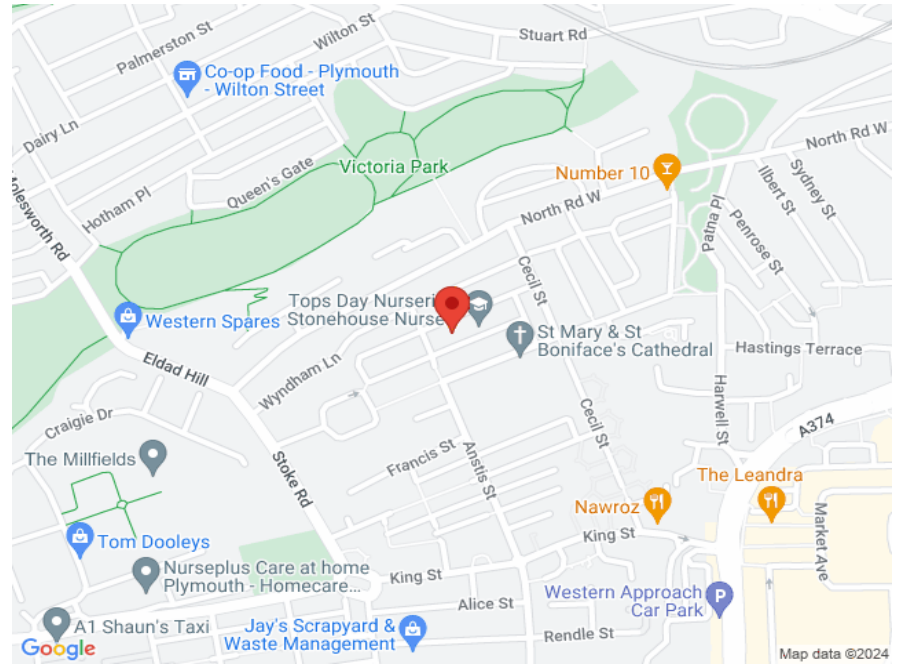 Stuart Rd
Wilton St
Palmerston St
Co-op Food - Plymouth
- Wilton Street
Dairy Ln
North Rd W
Victoria Park
Number 10
Queen's Gate
Ilbert St
Sydney St
Hotham Pl
Molesworth Rd
North Rd W
Patna Pl
Penrose St
Cecil St
Tops Day Nurseri
Stonehouse Nurse
Western Spares
St Mary & St
Boniface's Cathedral
Hastings Terrace
Eldad Hill
Wyndham Ln
Harwell St
Craigie Dr
Cecil St
A374
The Millfields
Francis St
Anstis St
Stoke Rd
The Leandra
Nawroz
Market Ave
Tom Dooleys
King St
Nurseplus Care at home
Plymouth - Homecare...
King St
Western Approach
Car Park
P
Alice St
A1 Shaun's Taxi
Jay's Scrapyard &
Waste Management
Rendle St
Google
Map data ©2024